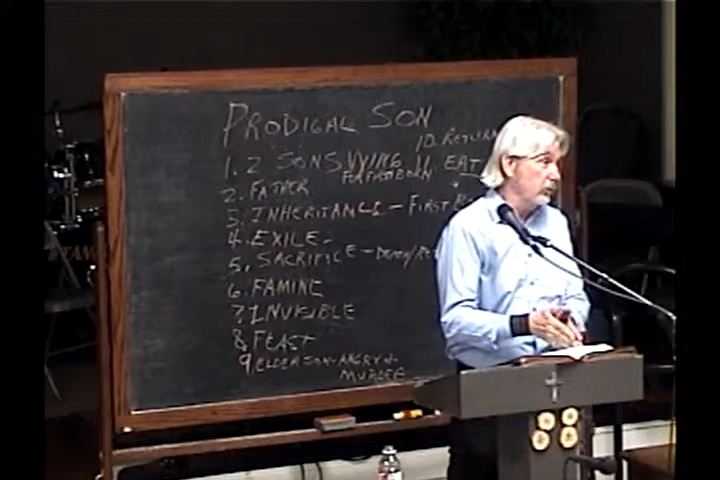 PRODIGAL SON
10. RETURN
1. 2 SONS VYING 11. EAT
FOR FIRSTBORN
2. FATHER
3. INHERITANCE - FIRST
4. EXILE -
5. SACRIFICE - DEATH/
6. FAMINE
7. INVISIBLE
8. FEAST
9. ELDER SON - ANGRY